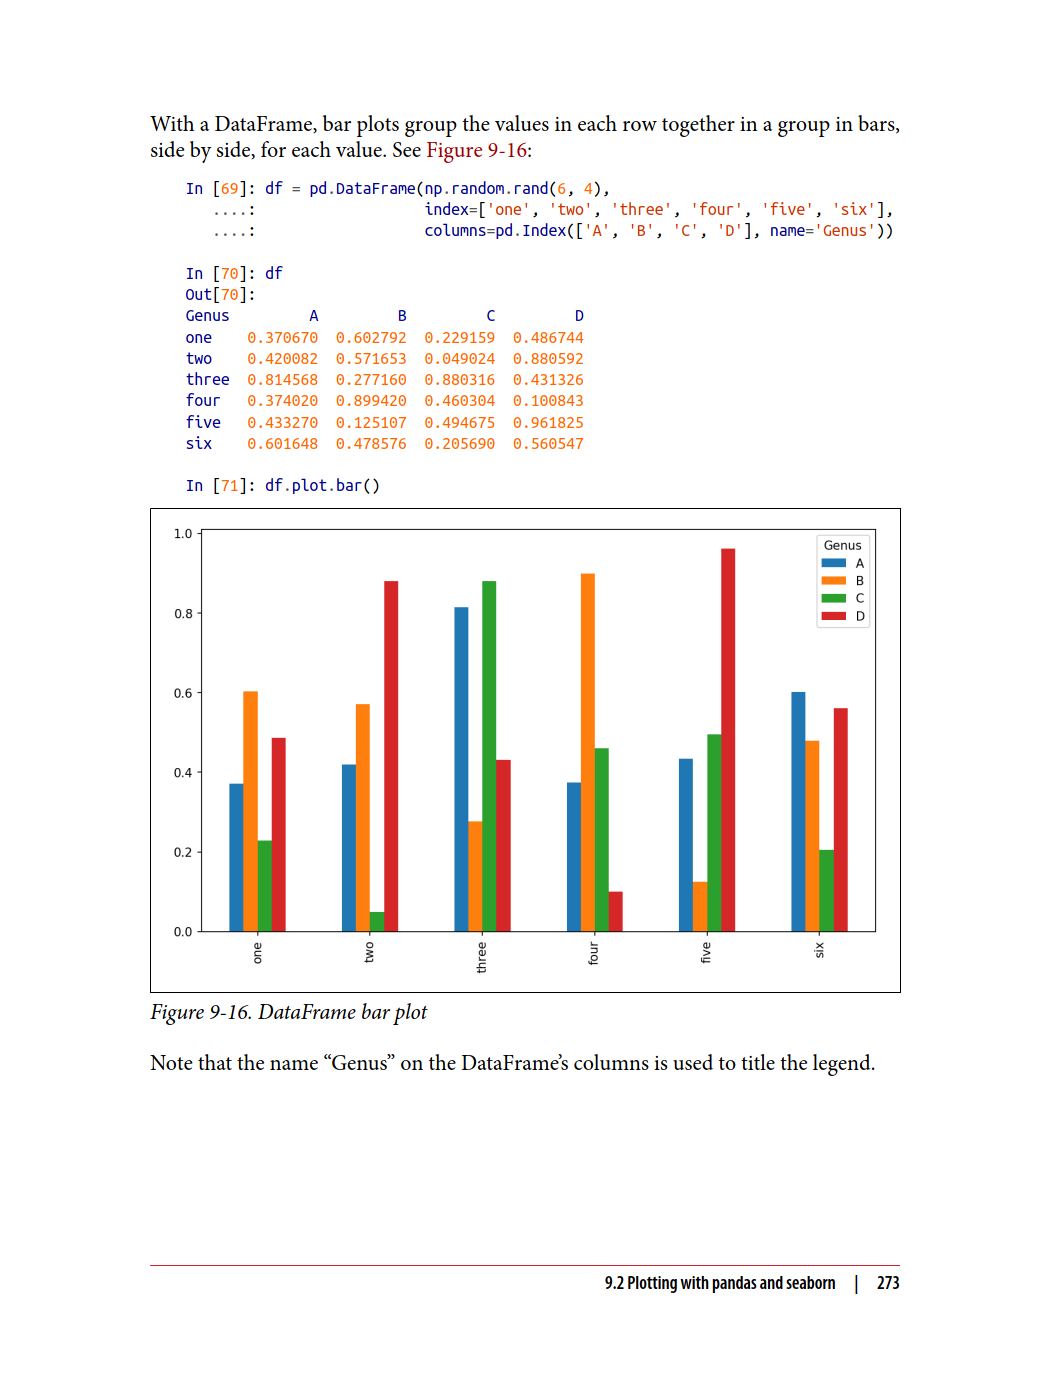 With a DataFrame, bar plots group the values in each row together in a group in bars,
side by side, for each value. See Figure 9-16:
In [69]: df = pd.DataFrame(np.random.rand(6, 4),
   ....:                   index=['one', 'two', 'three', 'four', 'five', 'six'],
   ....:                   columns=pd.Index(['A', 'B', 'C', 'D'], name='Genus'))
In [70]: df
Out[70]:
Genus         A         B         C         D
one    0.370670  0.602792  0.229159  0.486744
two    0.420082  0.571653  0.049024  0.880592
three  0.814568  0.277160  0.880316  0.431326
four   0.374020  0.899420  0.460304  0.100843
five   0.433270  0.125107  0.494675  0.961825
six    0.601648  0.478576  0.205690  0.560547
In [71]: df.plot.bar()
1.0
0.8
0.6
0.4
0.2
0.0
Genus
A
B
C
D
one
two
three
four
five
six
Figure 9-16. DataFrame bar plot
Note that the name “Genus” on the DataFrame’s columns is used to title the legend.
9.2 Plotting with pandas and seaborn | 273